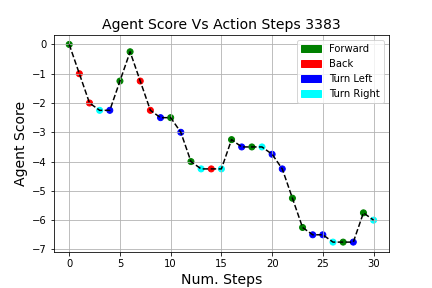 Agent Score Vs Action Steps 3383
Agent Score
0
−1
−2
−3
−4
−5
−6
−7
Forward
Back
Turn Left
Turn Right
0 5 10 15 20 25 30
Num. Steps